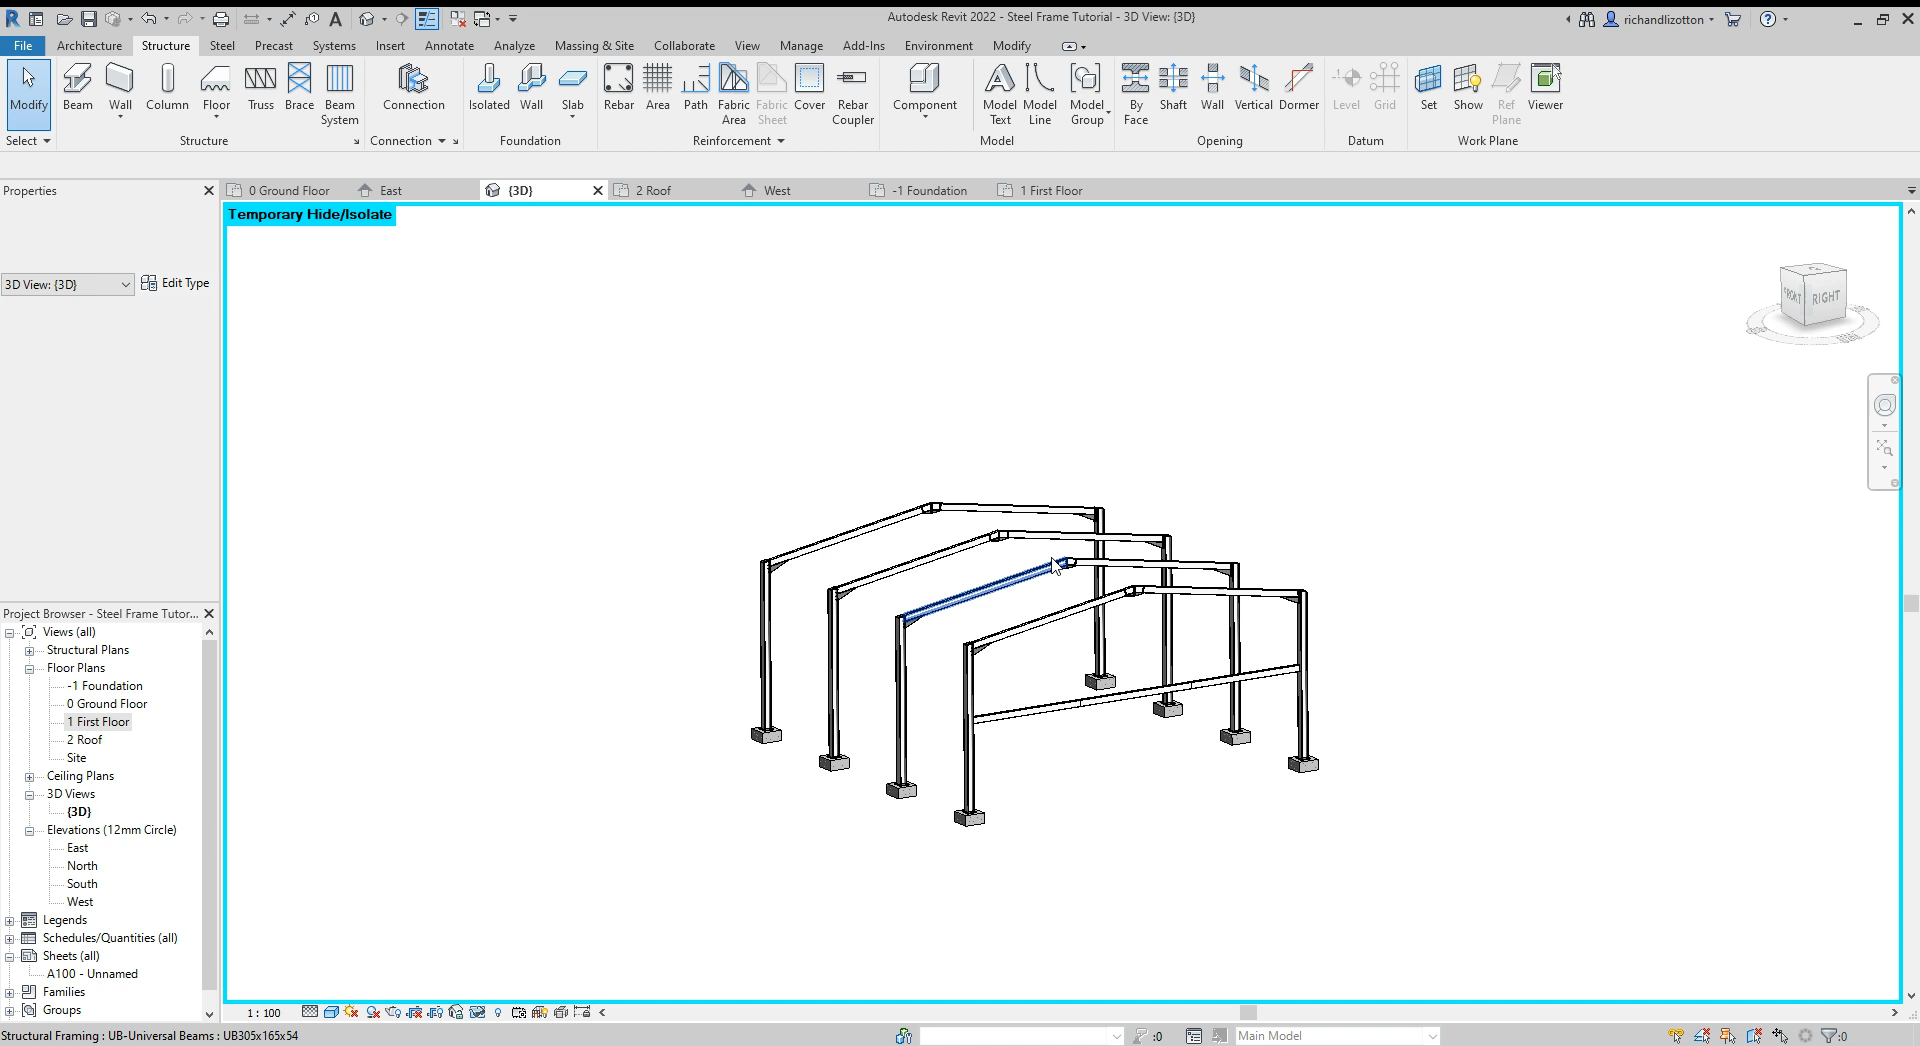 Autodesk Revit 2022 - Steel Frame Tutorial - 3D View: {3D}
richandlizotton
File Architecture Structure Steel Precast Systems Insert Annotate Analyze Massing & Site Collaborate View Manage Add-Ins Environment Modify
Modify Beam Wall Column Floor Truss Brace Beam System Connection Isolated Wall Slab Rebar Area Path Fabric Area Fabric Sheet Cover Rebar Coupler Component Model Text Model Line Model Group By Face Shaft Wall Vertical Dormer Level Grid Set Show Ref Plane Viewer
Select Structure Connection Foundation Reinforcement Model Opening Datum Work Plane
Properties
0 Ground Floor East {3D} 2 Roof West -1 Foundation 1 First Floor
Temporary Hide/Isolate
3D View: {3D} Edit Type
FRONT RIGHT
Project Browser - Steel Frame Tutor...
Views (all)
Structural Plans
Floor Plans
-1 Foundation
0 Ground Floor
1 First Floor
2 Roof
Site
Ceiling Plans
3D Views
{3D}
Elevations (12mm Circle)
East
North
South
West
Legends
Schedules/Quantities (all)
Sheets (all)
A100 - Unnamed
Families
Groups
1 : 100
Structural Framing : UB-Universal Beams : UB305x165x54
:0
Main Model
:0